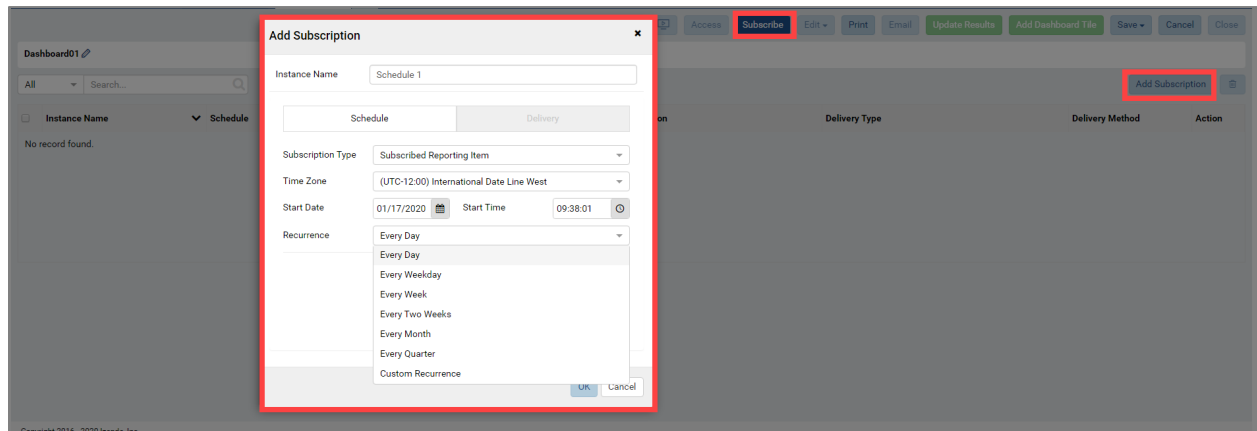 Access Subscribe Edit Print Email Update Results Add Dashboard Tile Save Cancel Close
Dashboard01
All Search...
Add Subscription
Instance Name Schedule on Delivery Type Delivery Method Action
No record found.
Add Subscription x
Instance Name Schedule 1
Schedule Delivery
Subscription Type Subscribed Reporting Item
Time Zone (UTC-12:00) International Date Line West
Start Date 01/17/2020 Start Time 09:38:01
Recurrence Every Day
Every Day
Every Weekday
Every Week
Every Two Weeks
Every Month
Every Quarter
Custom Recurrence
OK Cancel